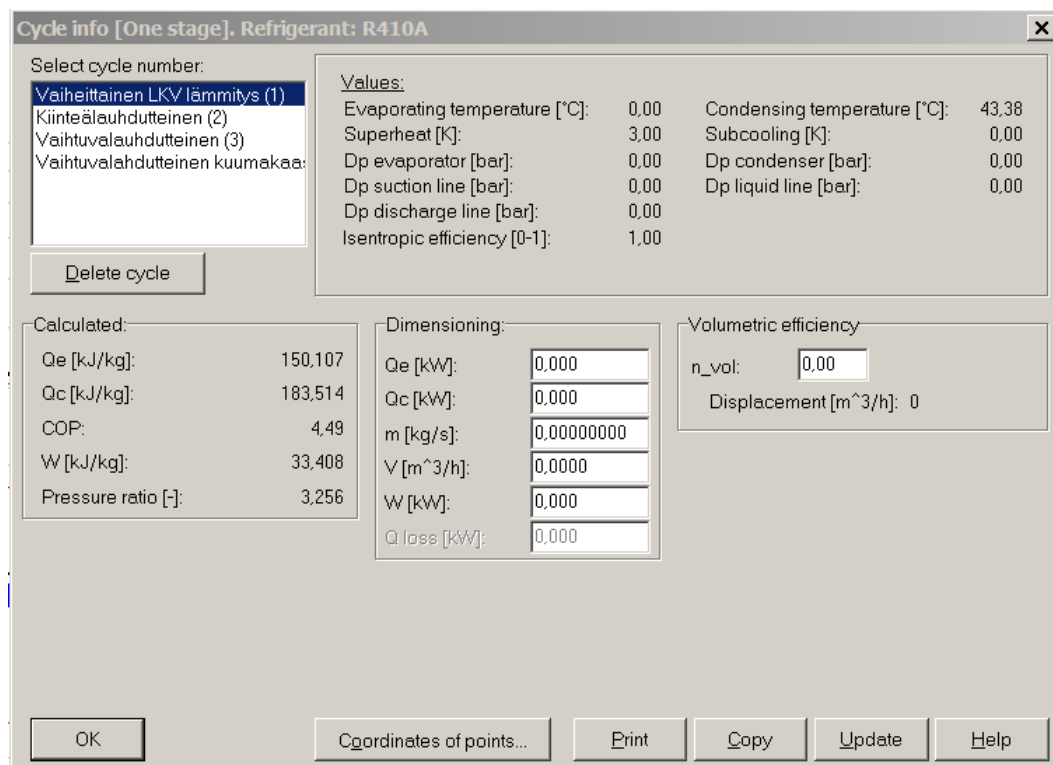 Cycle info [One stage]. Refrigerant: R410A
Select cycle number:
Vaiheittainen LKV lämmitys (1)
Kiinteälauhdutteinen (2)
Vaihtuvalauhdutteinen (3)
Vaihtuvalahdutteinen kuumakaa
Delete cycle
Values:
Evaporating temperature [°C]: 0,00 Condensing temperature [°C]: 43,38
Superheat [K]: 3,00 Subcooling [K]: 0,00
Dp evaporator [bar]: 0,00 Dp condenser [bar]: 0,00
Dp suction line [bar]: 0,00 Dp liquid line [bar]: 0,00
Dp discharge line [bar]: 0,00
Isentropic efficiency [0-1]: 1,00
Calculated:
Qe [kJ/kg]: 150,107
Qc [kJ/kg]: 183,514
COP: 4,49
W [kJ/kg]: 33,408
Pressure ratio [-]: 3,256
Dimensioning:
Qe [kW]: 0,000
Qc [kW]: 0,000
m [kg/s]: 0,00000000
V [m^3/h]: 0,0000
W [kW]: 0,000
Q loss [kW]: 0,000
Volumetric efficiency
n_vol: 0,00
Displacement [m^3/h]: 0
OK Coordinates of points... Print Copy Update Help